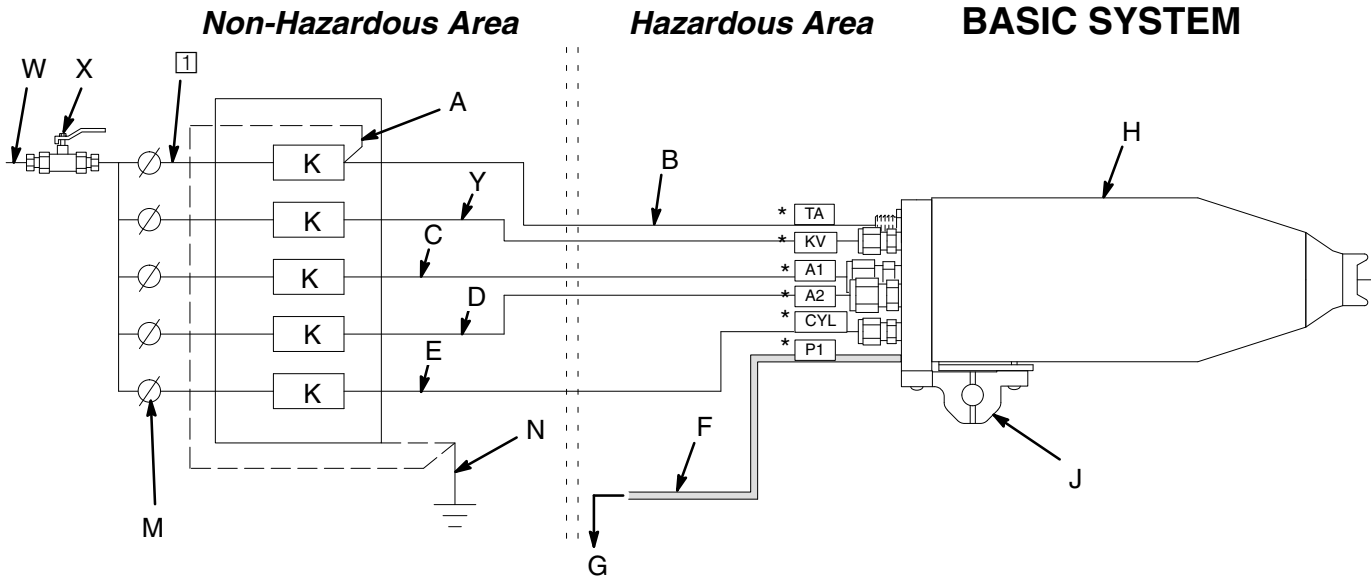 Non-Hazardous Area Hazardous Area BASIC SYSTEM
W X 1
A
K B H
Y
* TA
K * KV
C
K * A1
D * A2
K * CYL
E * P1
K
N F
J
M
G